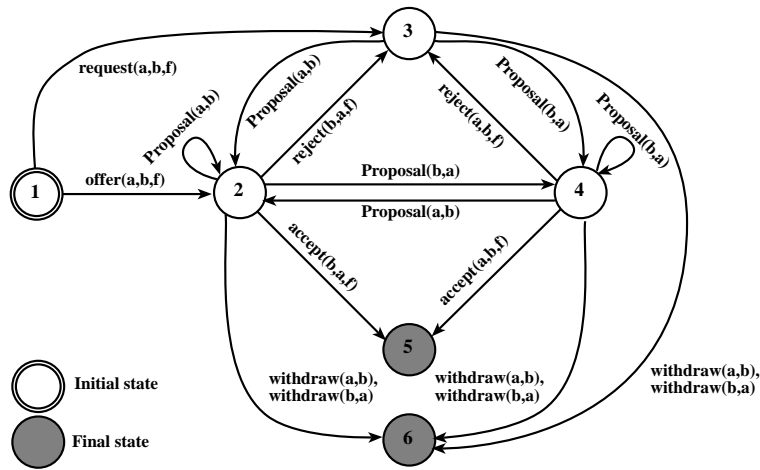 3
request(a,b,f)
Proposal(a,b)
Proposal(a,b)
reject(b,a,f)
reject(a,b,f)
Proposal(b,a)
Proposal(b,a)
1
offer(a,b,f)
2
Proposal(b,a)
Proposal(a,b)
4
accept(b,a,f)
accept(a,b,f)
5
withdraw(a,b),
withdraw(b,a)
withdraw(a,b),
withdraw(b,a)
withdraw(a,b),
withdraw(b,a)
Initial state
6
Final state